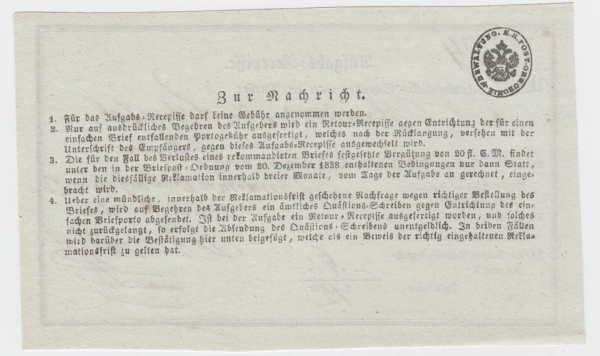 K.K. POST-OEKONOMIE-VERWALTUNG.
Zur Nachricht.
1. Für das Aufgabs-Recepisse darf keine Gebühr angenommen werden.
2. Nur auf ausdrückliches Begehren des Aufgebers wird ein Retour-Recepisse gegen Entrichtung der für einen
einfachen Brief entfallenden Portogebühr ausgefertigt, welches nach der Rücklangung, versehen mit der
Unterschrift des Empfängers, gegen dieses Aufgabs-Recepisse ausgewechselt wird.
3. Die für den Fall des Verlustes eines rekommandirten Briefes festgesetzte Vergütung von 20 fl. C. M. findet
unter den in der Briefpost-Ordnung vom 20. Dezember 1838 enthaltenen Bedingungen nur dann Statt,
wenn die diesfällige Reklamation innerhalb dreier Monate, vom Tage der Aufgabe an gerechnet, einge-
bracht wird.
4. Ueber eine mündliche, innerhalb der Reklamationsfrist geschehene Nachfrage wegen richtiger Bestellung des
Briefes, wird auf Begehren des Aufgebers ein ämtliches Quästions-Schreiben gegen Entrichtung des ein-
fachen Briefporto abgesendet. Ist bei der Aufgabe ein Retour-Recepisse ausgefertigt worden, und solches
nicht zurückgelangt, so erfolgt die Absendung des Quästions-Schreibens unentgeldlich. In beiden Fällen
wird darüber die Bestätigung hier unten beigefügt, welche als ein Beweis der richtig eingehaltenen Rekla-
mationsfrist zu gelten hat.